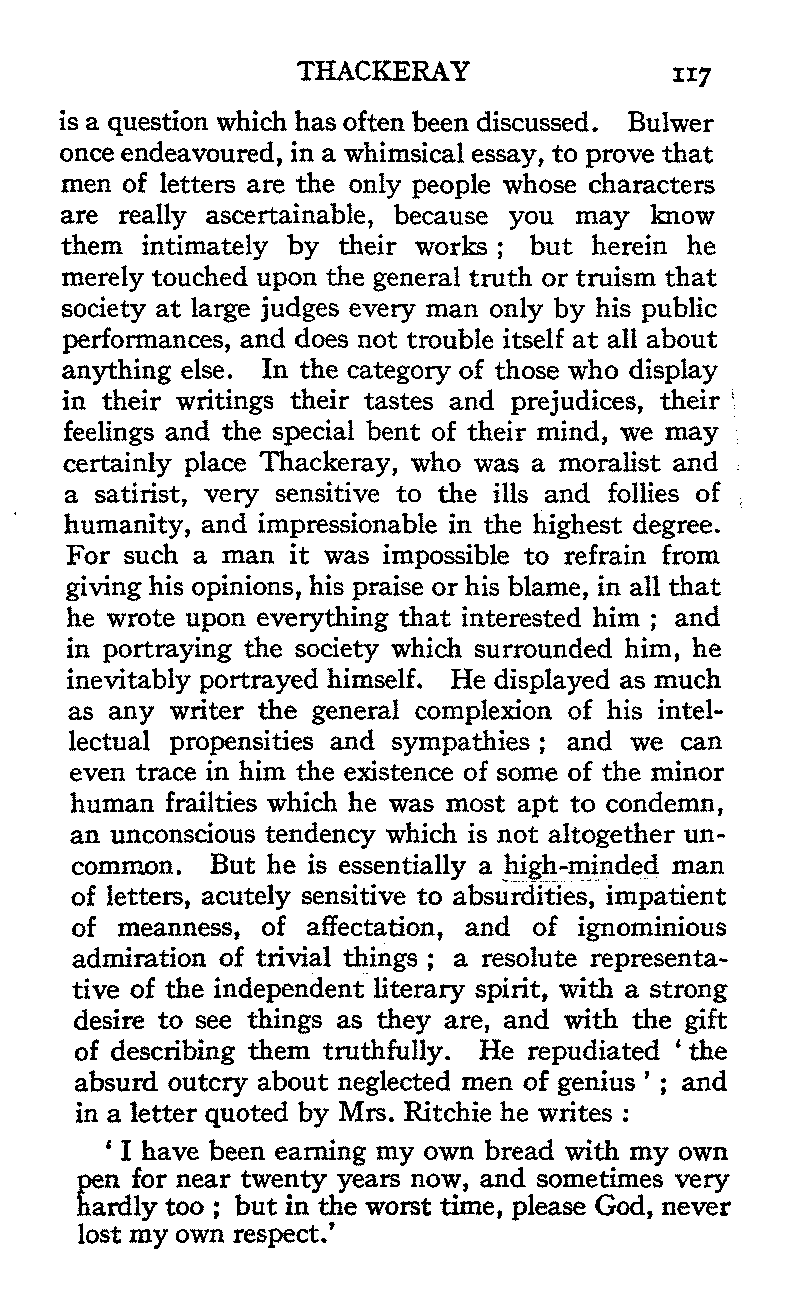 THACKERAY 117
is a question which has often been discussed. Bulwer
once endeavoured, in a whimsical essay, to prove that
men of letters are the only people whose characters
are really ascertainable, because you may know
them intimately by their works ; but herein he
merely touched upon the general truth or truism that
society at large judges every man only by his public
performances, and does not trouble itself at all about
anything else. In the category of those who display
in their writings their tastes and prejudices, their
feelings and the special bent of their mind, we may
certainly place Thackeray, who was a moralist and
a satirist, very sensitive to the ills and follies of
humanity, and impressionable in the highest degree.
For such a man it was impossible to refrain from
giving his opinions, his praise or his blame, in all that
he wrote upon everything that interested him ; and
in portraying the society which surrounded him, he
inevitably portrayed himself. He displayed as much
as any writer the general complexion of his intel-
lectual propensities and sympathies ; and we can
even trace in him the existence of some of the minor
human frailties which he was most apt to condemn,
an unconscious tendency which is not altogether un-
common. But he is essentially a high-minded man
of letters, acutely sensitive to absurdities, impatient
of meanness, of affectation, and of ignominious
admiration of trivial things ; a resolute representa-
tive of the independent literary spirit, with a strong
desire to see things as they are, and with the gift
of describing them truthfully. He repudiated ‘ the
absurd outcry about neglected men of genius ’ ; and
in a letter quoted by Mrs. Ritchie he writes :
‘ I have been earning my own bread with my own
pen for near twenty years now, and sometimes very
hardly too ; but in the worst time, please God, never
lost my own respect.’